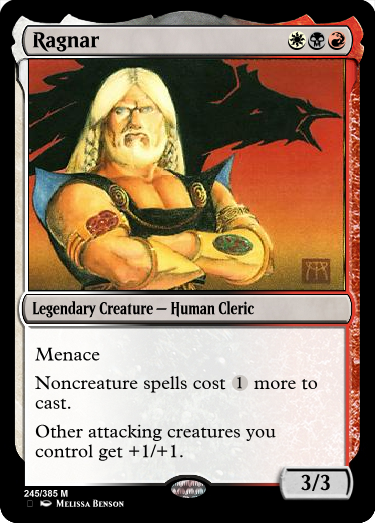 Ragnar
Legendary Creature — Human Cleric
Menace
Noncreature spells cost 1 more to
cast.
Other attacking creatures you
control get +1/+1.
3/3
245/385 M
Melissa Benson